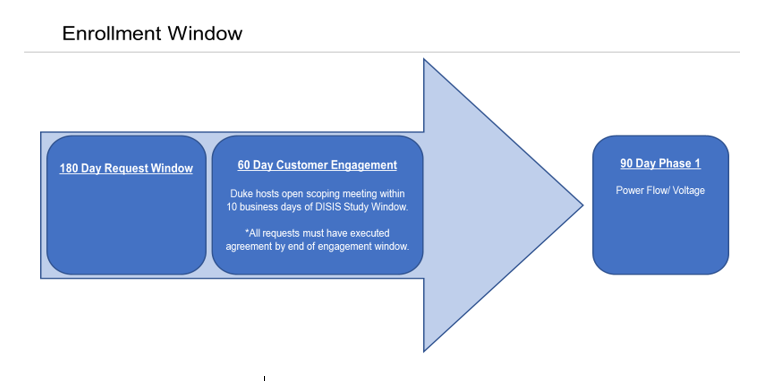 Enrollment Window
180 Day Request Window
60 Day Customer Engagement
Duke hosts open scoping meeting within
10 business days of DISIS Study Window.
*All requests must have executed
agreement by end of engagement window.
90 Day Phase 1
Power Flow/ Voltage